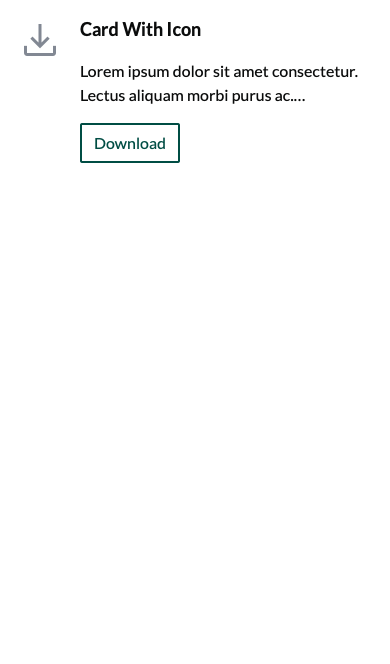 Card With Icon
Lorem ipsum dolor sit amet consectetur.
Lectus aliquam morbi purus ac....
Download